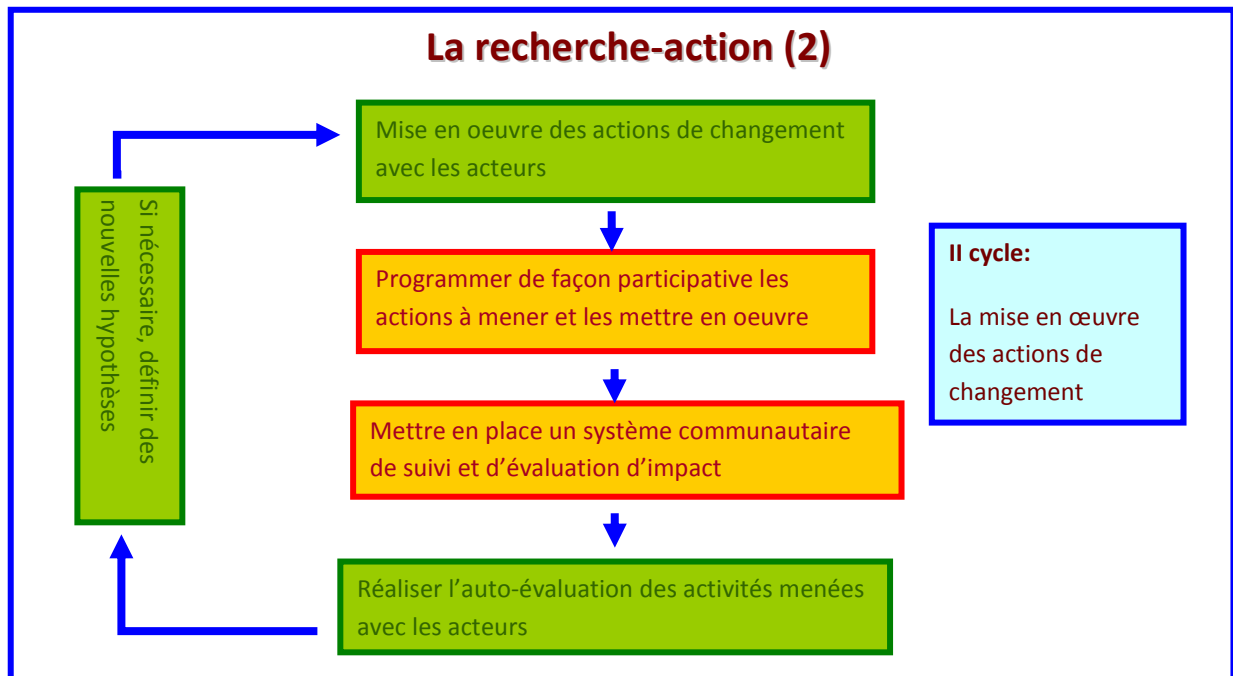 La recherche-action (2)
Mise en oeuvre des actions de changement
avec les acteurs
Si nécessaire, définir des
nouvelles hypothèses
Programmer de façon participative les
actions à mener et les mettre en oeuvre
II cycle:
La mise en œuvre
des actions de
changement
Mettre en place un système communautaire
de suivi et d’évaluation d’impact
Réaliser l’auto-évaluation des activités menées
avec les acteurs